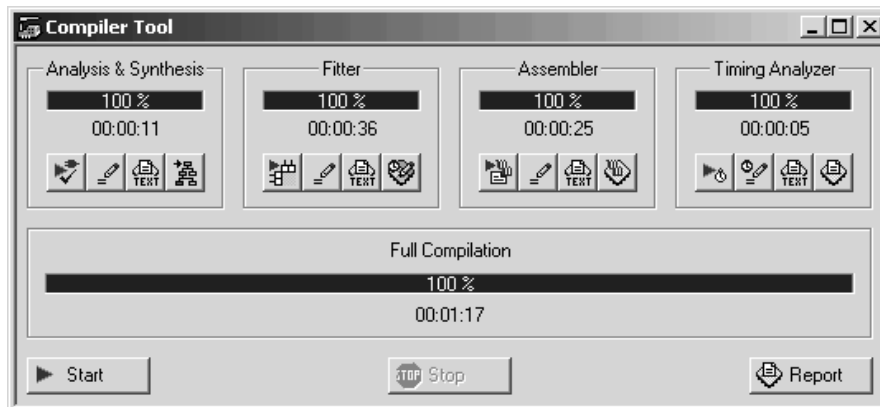 Compiler Tool
Analysis & Synthesis
Fitter
Assembler
Timing Analyzer
100 %
100 %
100 %
100 %
00:00:11
00:00:36
00:00:25
00:00:05
TEXT
TEXT
TEXT
TEXT
Full Compilation
100 %
00:01:17
Start
STOP Stop
Report